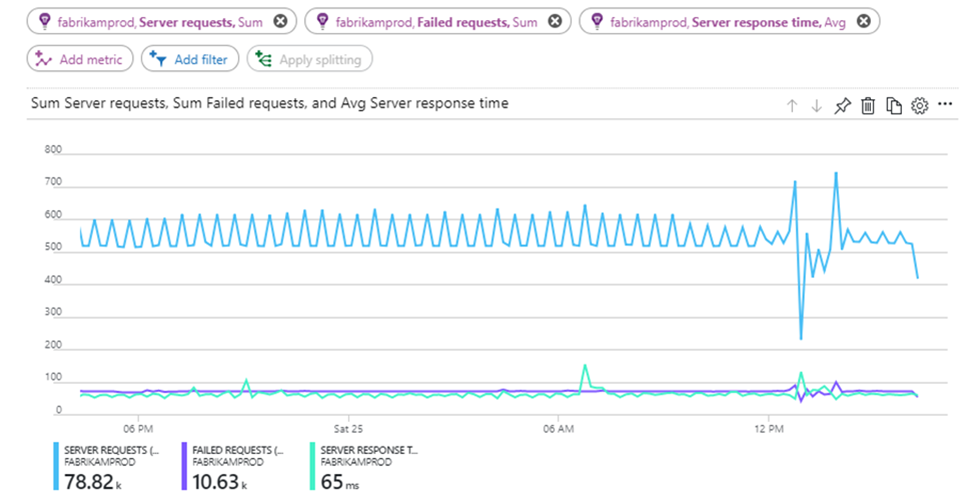 fabrikamprod, Server requests, Sum
fabrikamprod, Failed requests, Sum
fabrikamprod, Server response time, Avg
Add metric
Add filter
Apply splitting
Sum Server requests, Sum Failed requests, and Avg Server response time
...
800
700
600
500
400
300
200
100
0
06 PM
Sat 25
06 AM
12 PM
SERVER REQUESTS (...
FABRIKAMPROD
78.82 k
FAILED REQUESTS (...
FABRIKAMPROD
10.63 k
SERVER RESPONSE T...
FABRIKAMPROD
65 ms